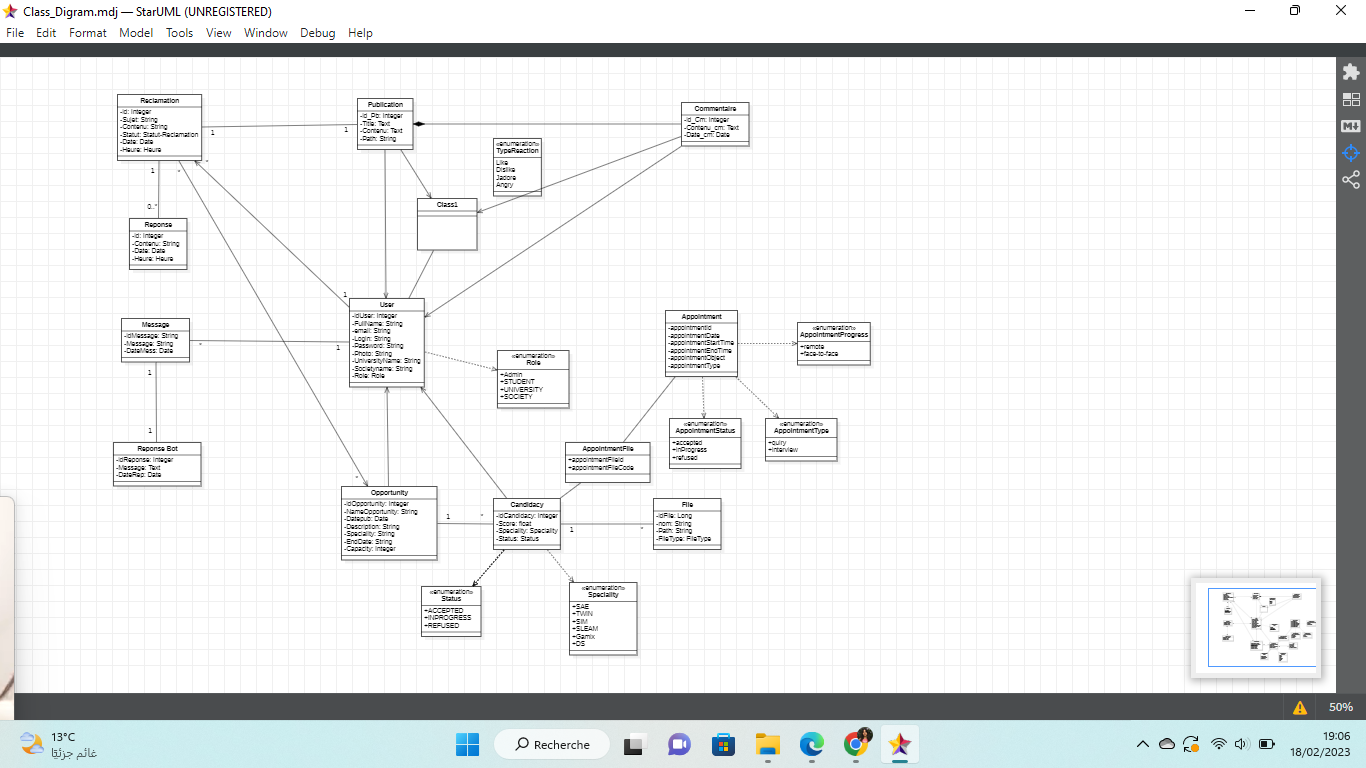 Class_Digram.mdj — StarUML (UNREGISTERED)
File Edit Format Model Tools View Window Debug Help
Reclamation
-id: Integer
-Sujet: String
-Contenu: String
-Statut: Statut-Reclamation
-Date: Date
-Heure: Heure
1
1
Publication
-id_Pb: Integer
-Title: Text
-Contenu: Text
-Path: String
Commentaire
-id_Cm: Integer
-Contenu_cm: Text
-Date_cm: Date
«enumeration»
TypeReaction
Like
Dislike
Jadore
Angry
Class1
1
*
*
0..*
Reponse
-id: Integer
-Contenu: String
-Date: Date
-Heure: Heure
1
User
-idUser: Integer
-FullName: String
-email: String
-Login: String
-Password: String
-Photo: String
-UniversityName: String
-Societyname: String
-Role: Role
Message
-idMessage: String
-Message: String
-DateMess: Date
*
1
«enumeration»
Role
+Admin
+STUDENT
+UNIVERSITY
+SOCIETY
Appointment
-appointmentId
-appointmentDate
-appointmentStartTime
-appointmentEndTime
-appointmentObject
-appointmentType
«enumeration»
AppointmentProgress
+remote
+face-to-face
«enumeration»
AppointmentStatus
+accepted
+inProgress
+refused
«enumeration»
AppointmentType
+quiry
+interview
1
1
Reponse Bot
-idReponse: Integer
-Message: Text
-DateRep: Date
AppointmentFile
+appointmentFileId
+appointmentFileCode
*
Opportunity
-idOpportunity: Integer
-NameOpportunity: String
-Datepub: Date
-Description: String
-Speciality: String
-EndDate: String
-Capacity: Integer
1
*
Candidacy
-idCandidacy: Integer
-Score: float
-Speciality: Speciality
-Status: Status
1
*
File
-idFile: Long
-nom: String
-Path: String
-FileType: FileType
«enumeration»
Status
+ACCEPTED
+INPROGRESS
+REFUSED
«enumeration»
Speciality
+SAE
+TWIN
+SIM
+SLEAM
+Gamix
+DS
50%
13°C
غائم جزئيًا
Recherche
19:06
18/02/2023